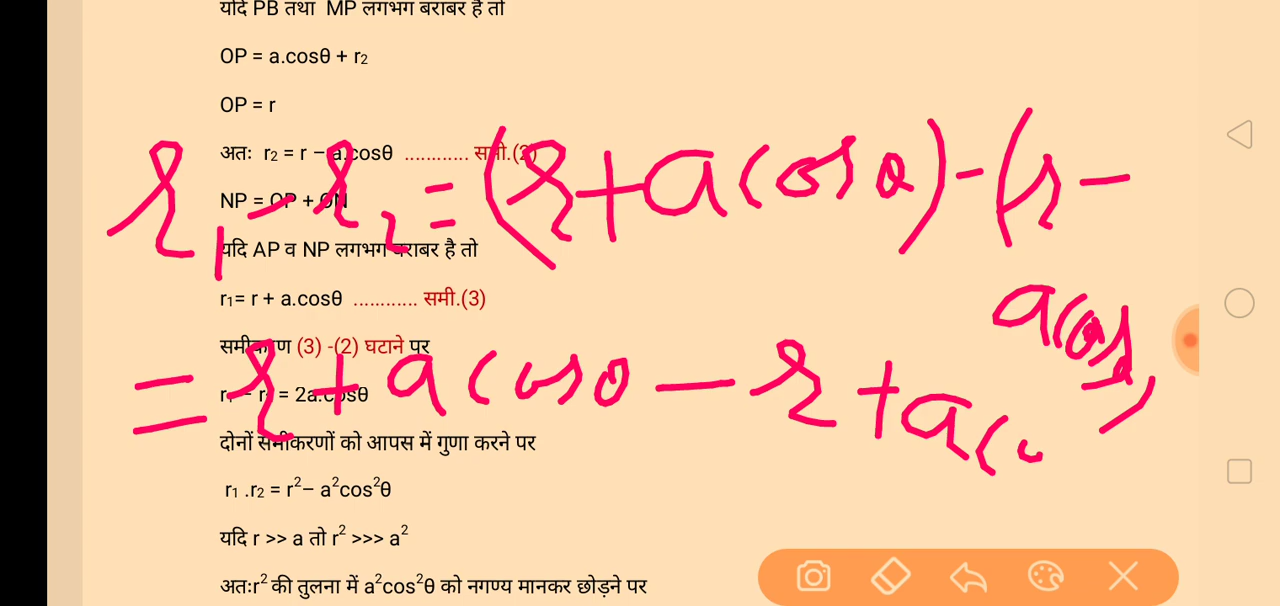 यदि PB तथा MP लगभग बराबर है तो
OP = a.cosθ + r₂
OP = r
अतः r₂ = r – a.cosθ ........... समी.(2)
r₁ - r₂ = (r + a cosθ) - (r -
NP = OP + ON
यदि AP व NP लगभग बराबर है तो
r₁= r + a.cosθ ............ समी.(3)
a cosθ)
समीकरण (3) -(2) घटाने पर
= r + a cosθ - r + a co
r₁ – r₂ = 2a.cosθ
दोनों समीकरणों को आपस में गुणा करने पर
r₁ .r₂ = r²– a²cos²θ
यदि r >> a तो r² >>> a²
अतः r² की तुलना में a²cos²θ को नगण्य मानकर छोड़ने पर